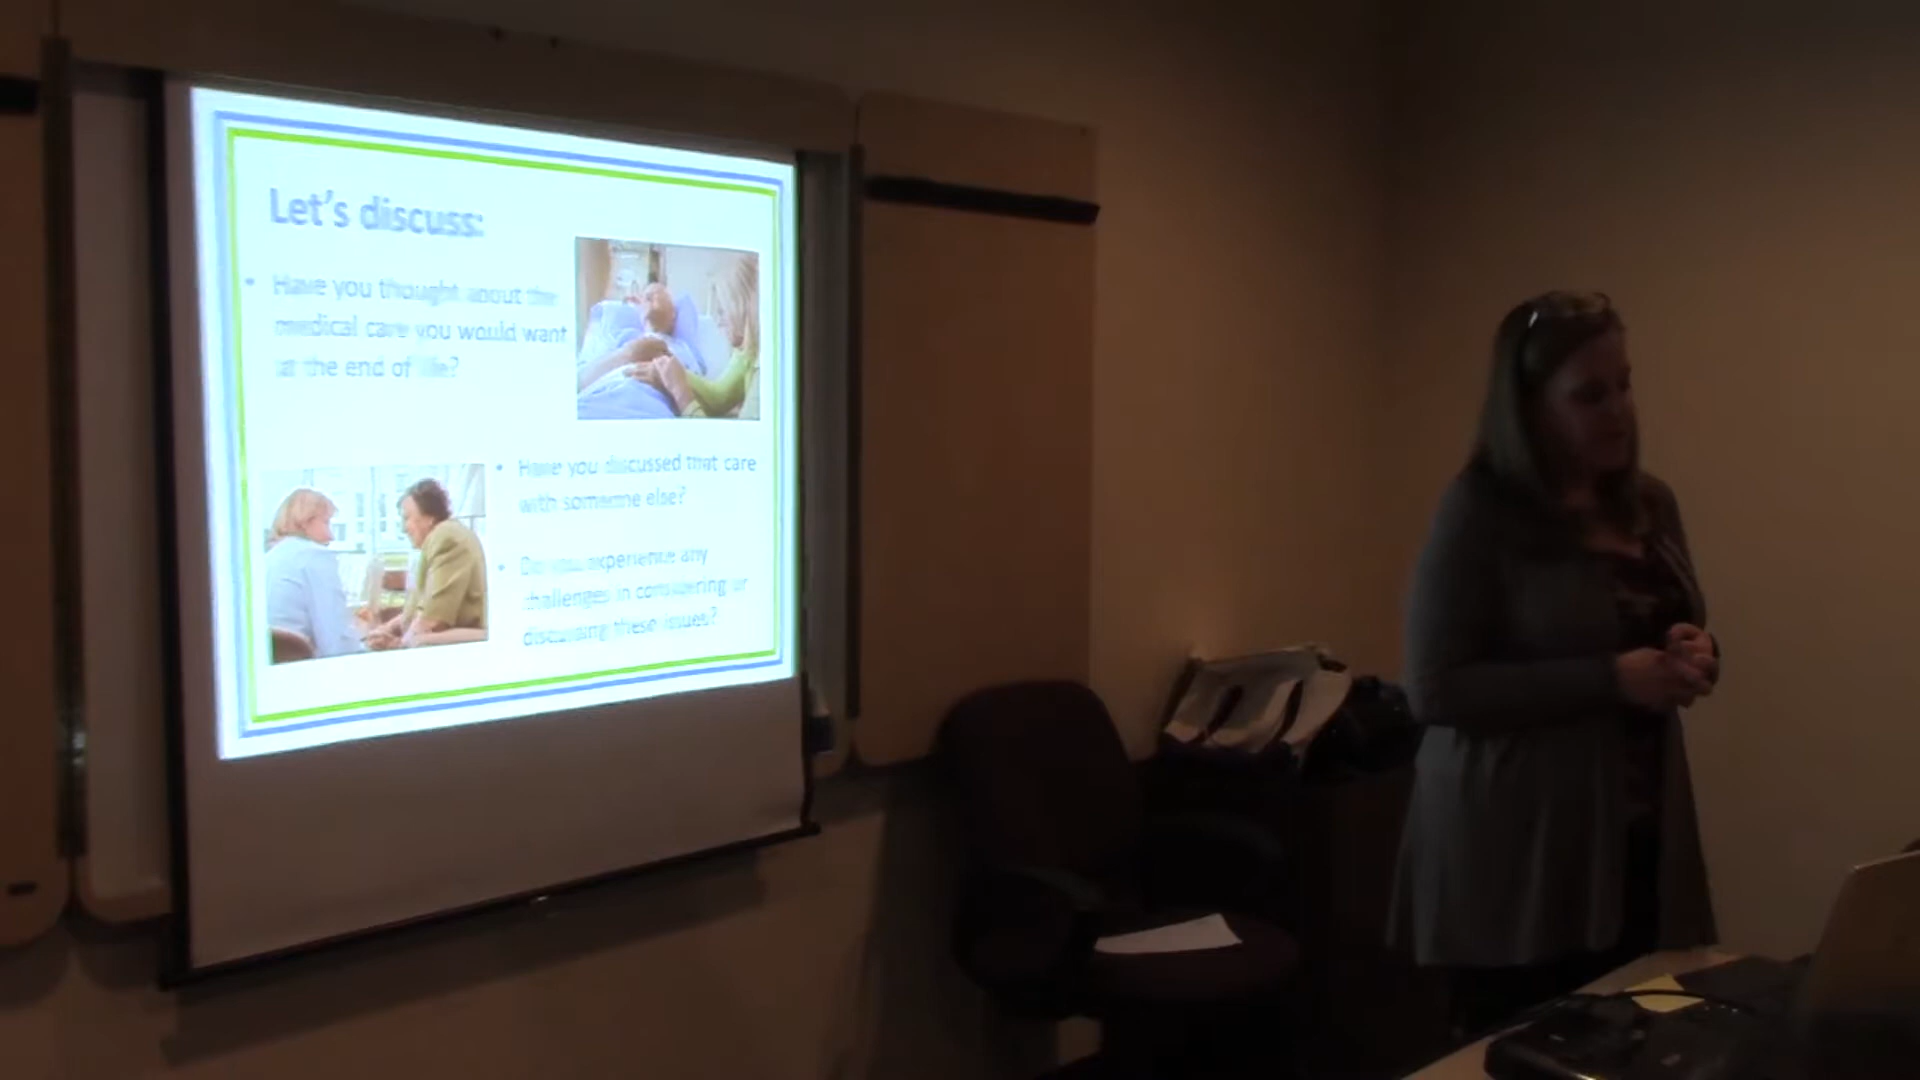 Let's discuss:
• Have you thought about the
medical care you would want
at the end of life?
• Have you discussed that care
with someone else?
• Do you experience any
challenges in considering or
discussing these issues?